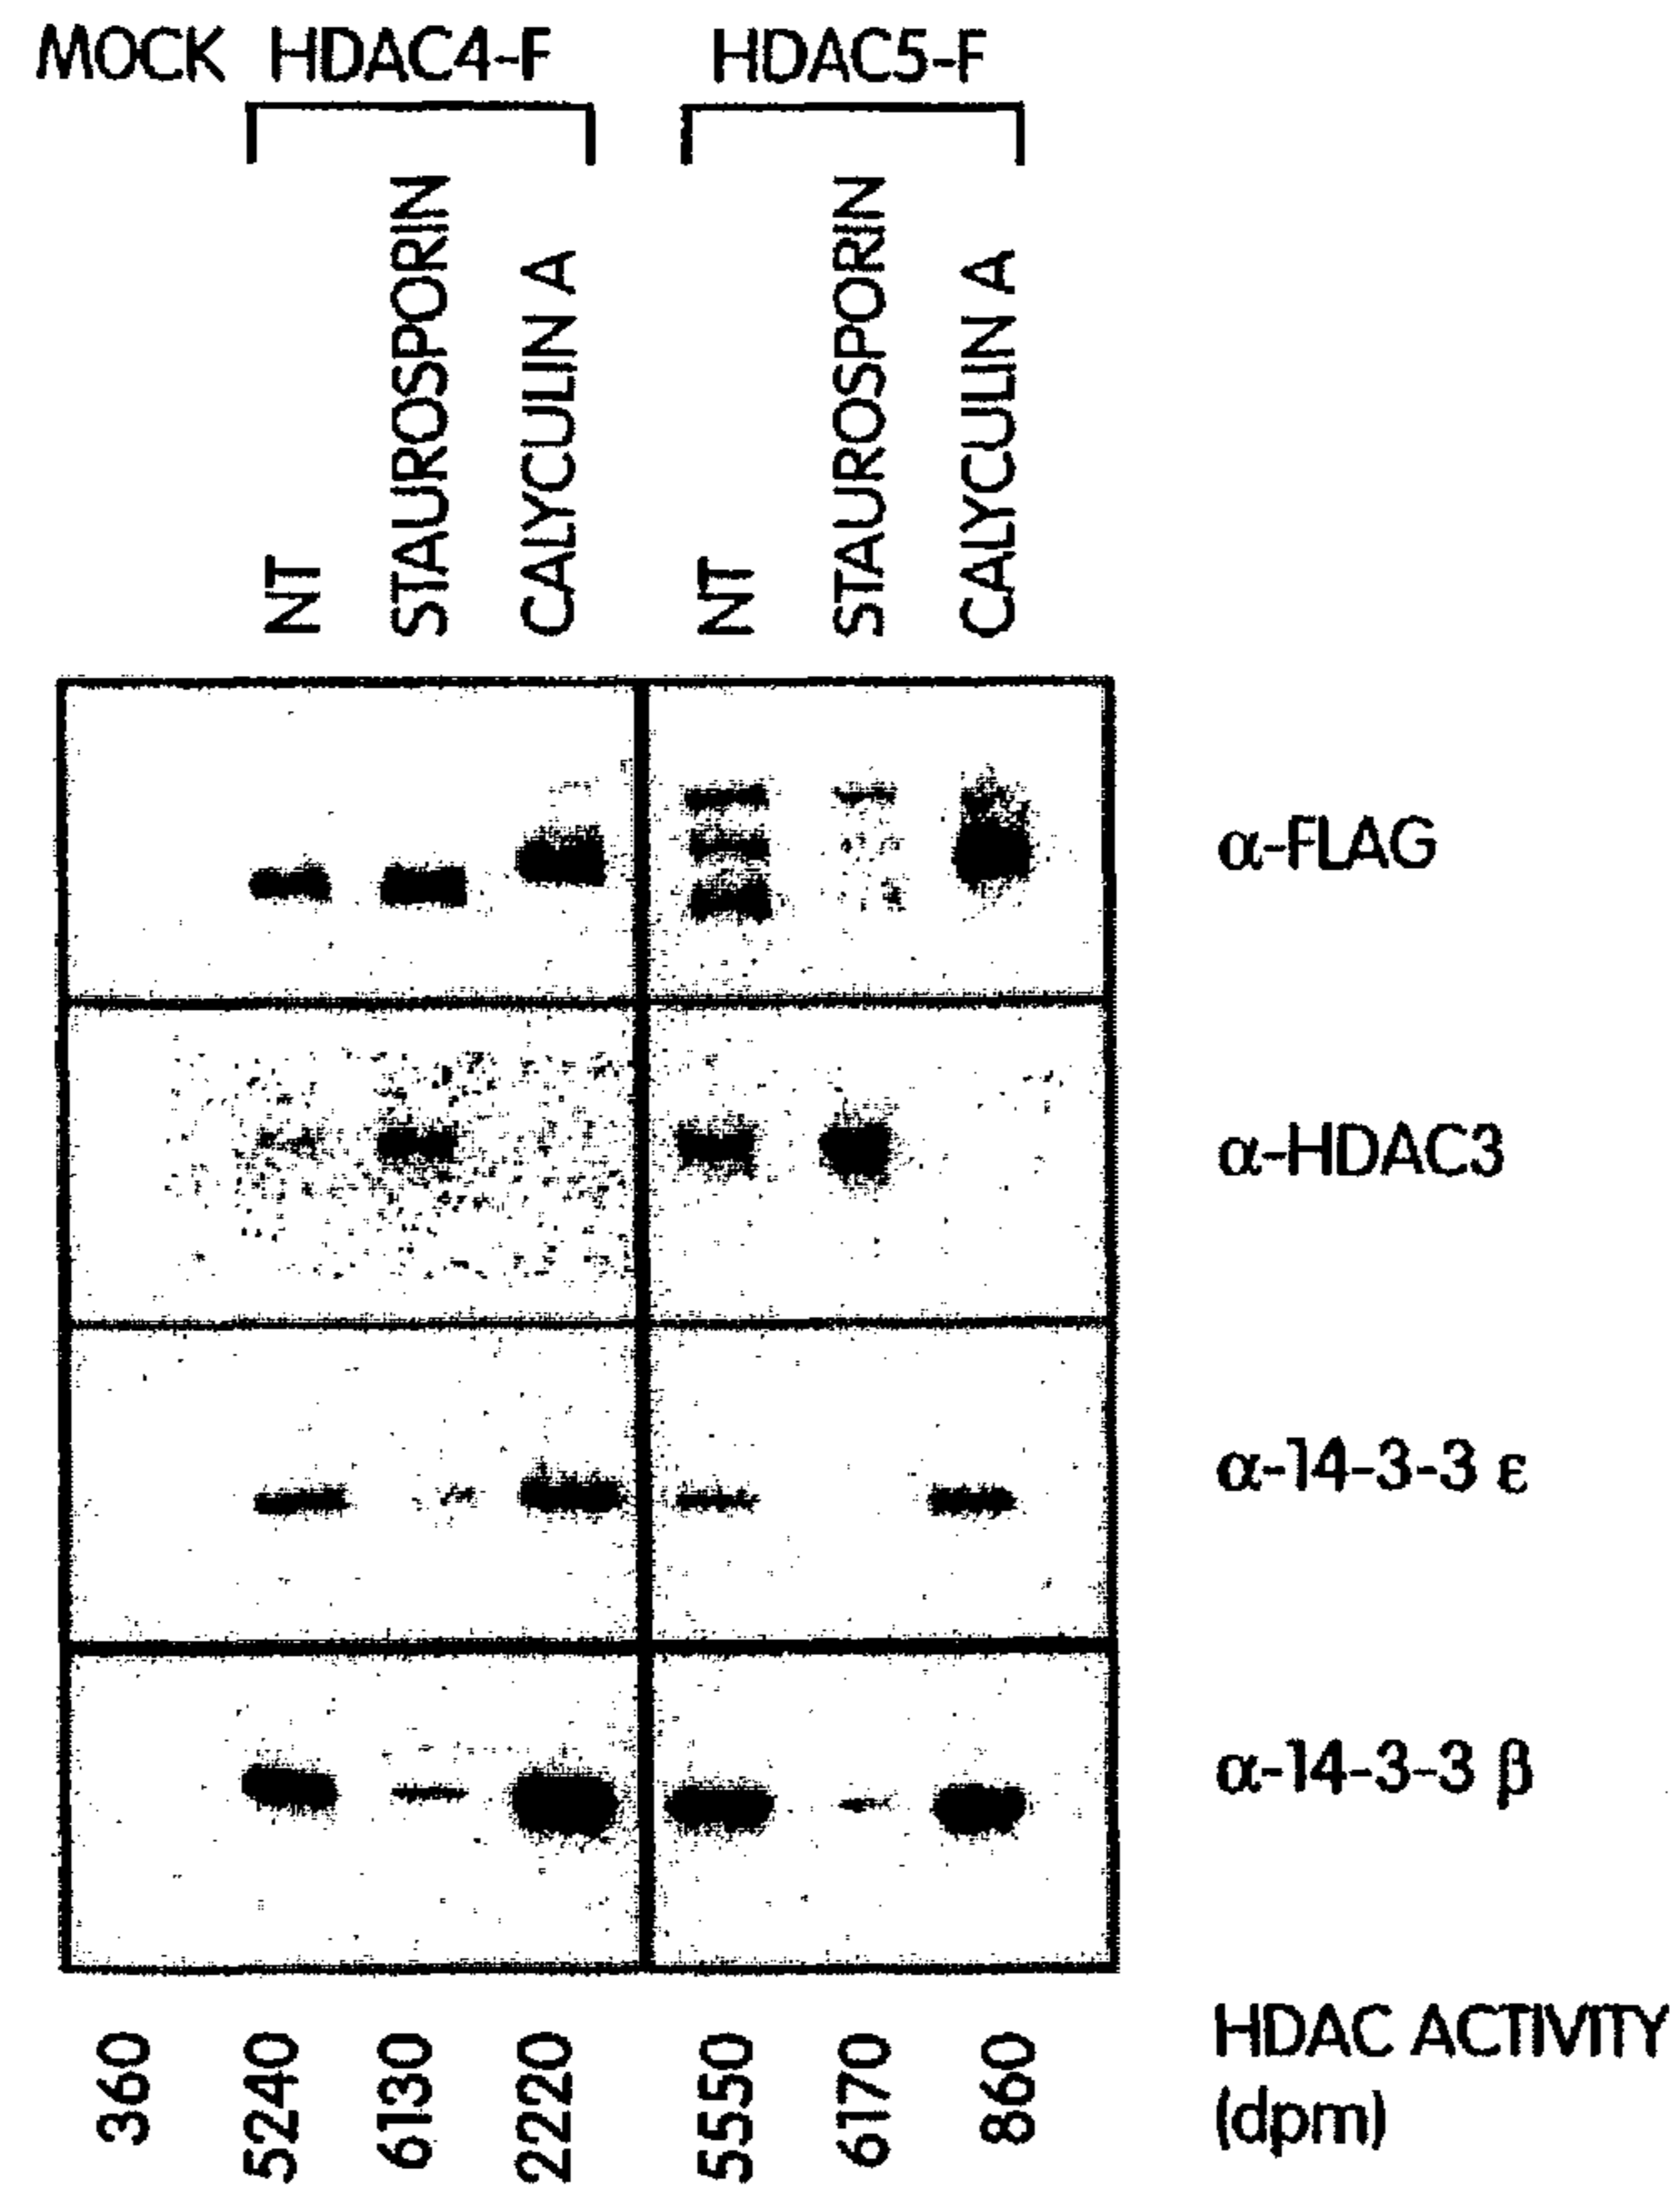 MOCK HDAC4-F HDAC5-F
NT STAUROSPORIN CALYCULIN A NT STAUROSPORIN CALYCULIN A
α-FLAG
α-HDAC3
α-14-3-3 ε
α-14-3-3 β
360 5240 6130 2220 5550 6170 860 HDAC ACTIVITY
(dpm)